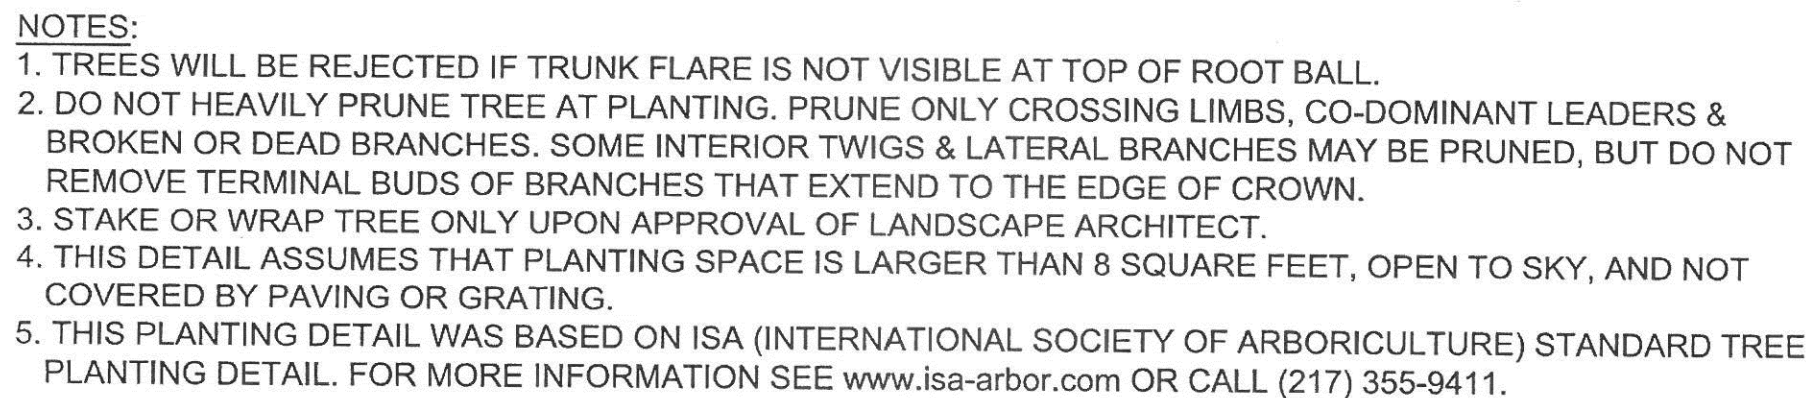 NOTES:
1. TREES WILL BE REJECTED IF TRUNK FLARE IS NOT VISIBLE AT TOP OF ROOT BALL.
2. DO NOT HEAVILY PRUNE TREE AT PLANTING. PRUNE ONLY CROSSING LIMBS, CO-DOMINANT LEADERS &
BROKEN OR DEAD BRANCHES. SOME INTERIOR TWIGS & LATERAL BRANCHES MAY BE PRUNED, BUT DO NOT
REMOVE TERMINAL BUDS OF BRANCHES THAT EXTEND TO THE EDGE OF CROWN.
3. STAKE OR WRAP TREE ONLY UPON APPROVAL OF LANDSCAPE ARCHITECT.
4. THIS DETAIL ASSUMES THAT PLANTING SPACE IS LARGER THAN 8 SQUARE FEET, OPEN TO SKY, AND NOT
COVERED BY PAVING OR GRATING.
5. THIS PLANTING DETAIL WAS BASED ON ISA (INTERNATIONAL SOCIETY OF ARBORICULTURE) STANDARD TREE
PLANTING DETAIL. FOR MORE INFORMATION SEE www.isa-arbor.com OR CALL (217) 355-9411.